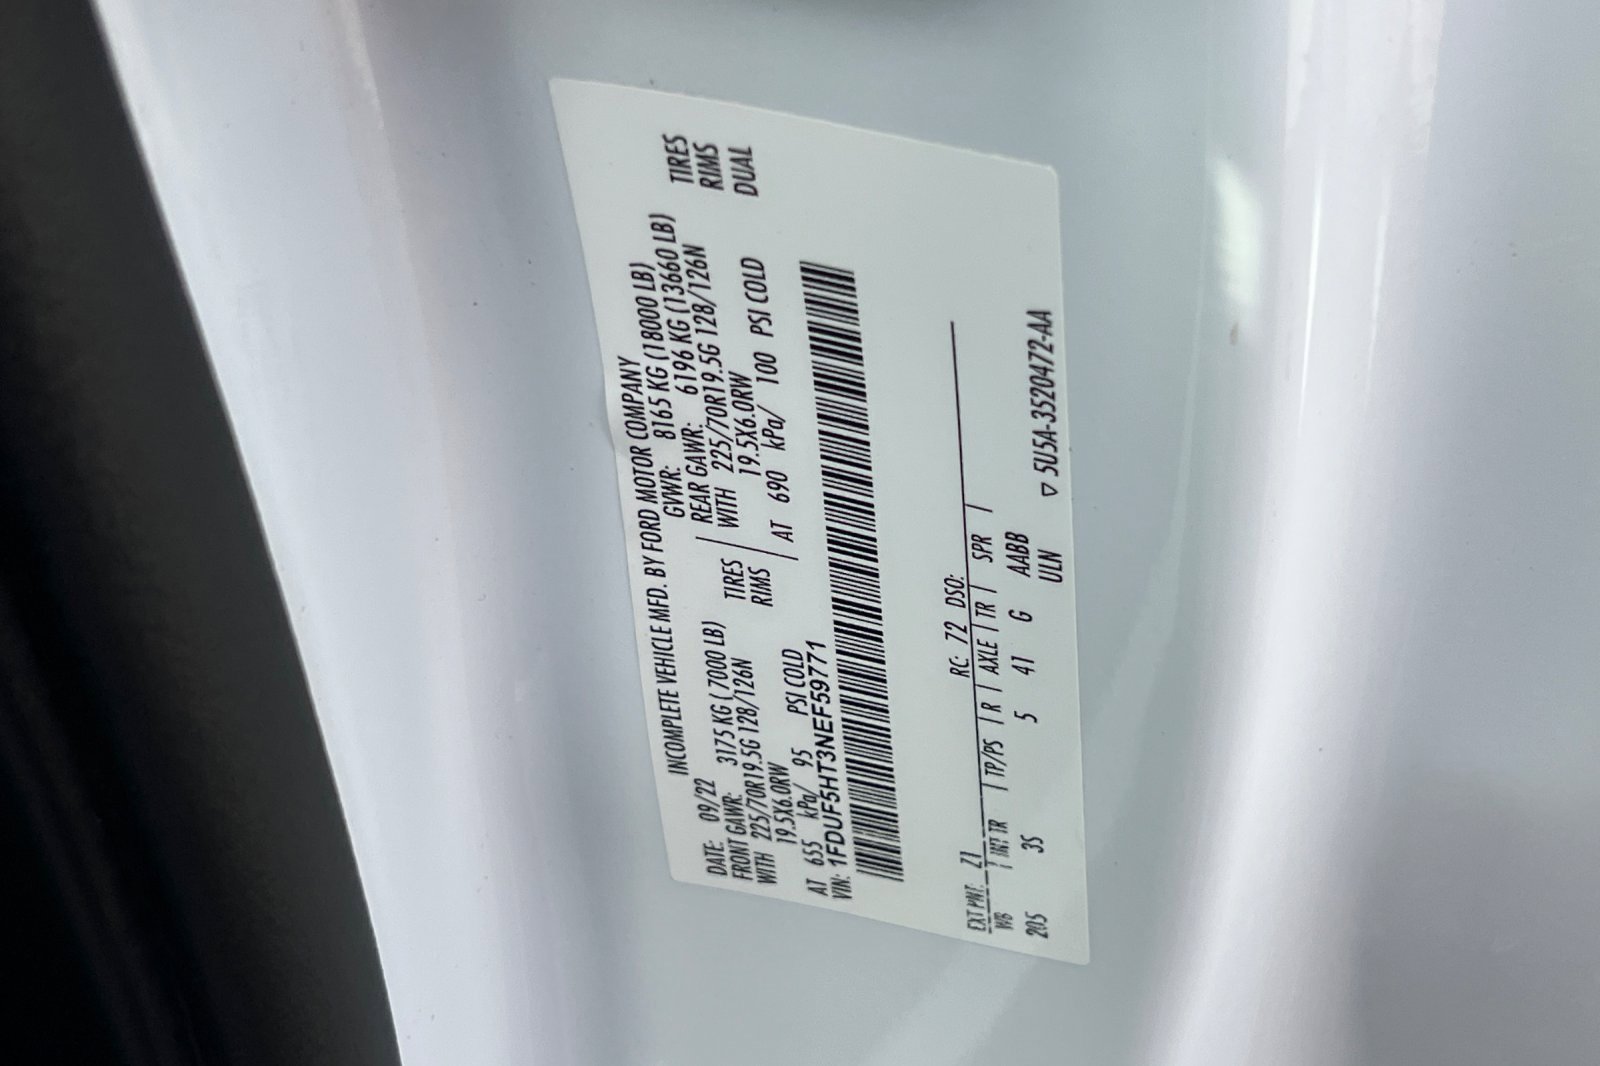 INCOMPLETE VEHICLE MFD. BY FORD MOTOR COMPANY
DATE: 09/22 GVWR: 8165 KG (18000 LB)
FRONT GAWR: 3175 KG ( 7000 LB) REAR GAWR: 6196 KG (13660 LB)
WITH 225/70R19.5G 128/126N TIRES WITH 225/70R19.5G 128/126N TIRES
19.5X6.0RW RIMS 19.5X6.0RW RIMS
AT 655 kPa/ 95 PSI COLD AT 690 kPa/ 100 PSI COLD DUAL
VIN: 1FDUF5HT3NEF59771
EXT PNT: Z1 RC: 72 DSO:
WB INT TR TP/PS R AXLE TR SPR
205 3S 5 41 G AABB
ULN
▽ 5U5A-3520472-AA